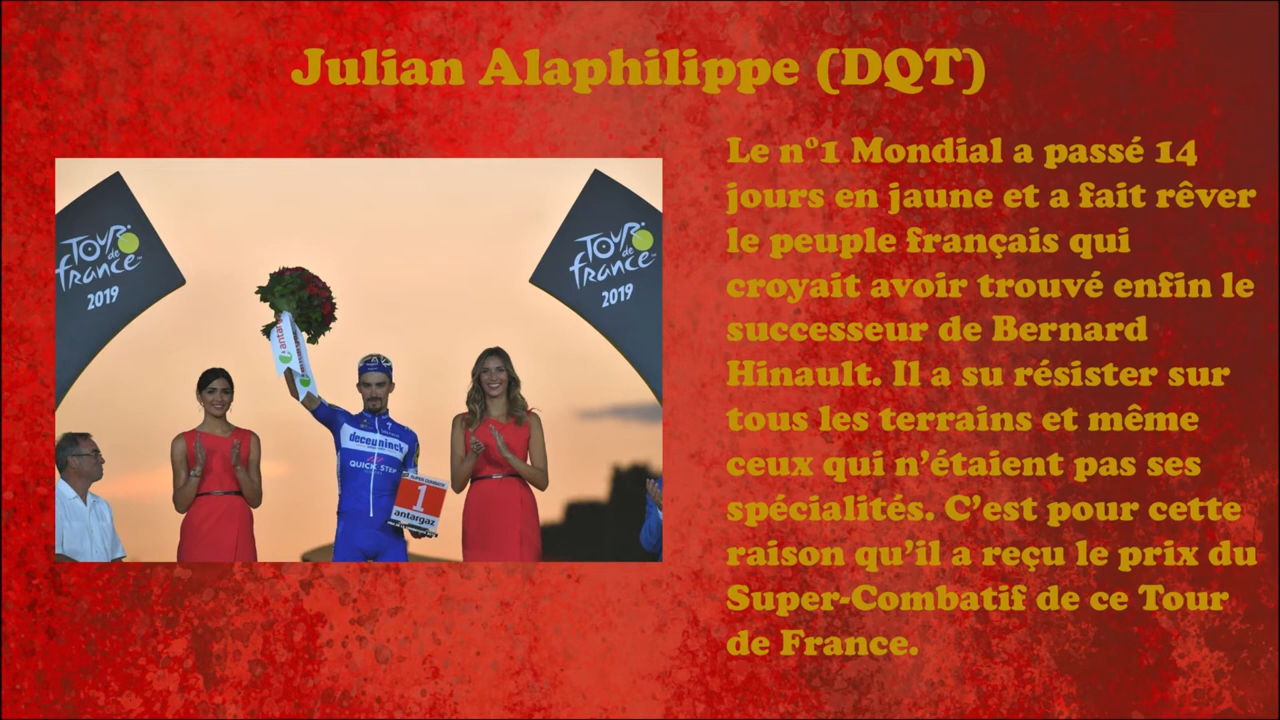 Julian Alaphilippe (DQT)
Le n°1 Mondial a passé 14
jours en jaune et a fait rêver
le peuple français qui
croyait avoir trouvé enfin le
successeur de Bernard
Hinault. Il a su résister sur
tous les terrains et même
ceux qui n'étaient pas ses
spécialités. C'est pour cette
raison qu'il a reçu le prix du
Super-Combatif de ce Tour
de France.
TOUR
de
france
2019
TOUR
de
france
2019
antargaz
deceuninck
QUICK STEP
SUPER COMBATIF
1
antargaz